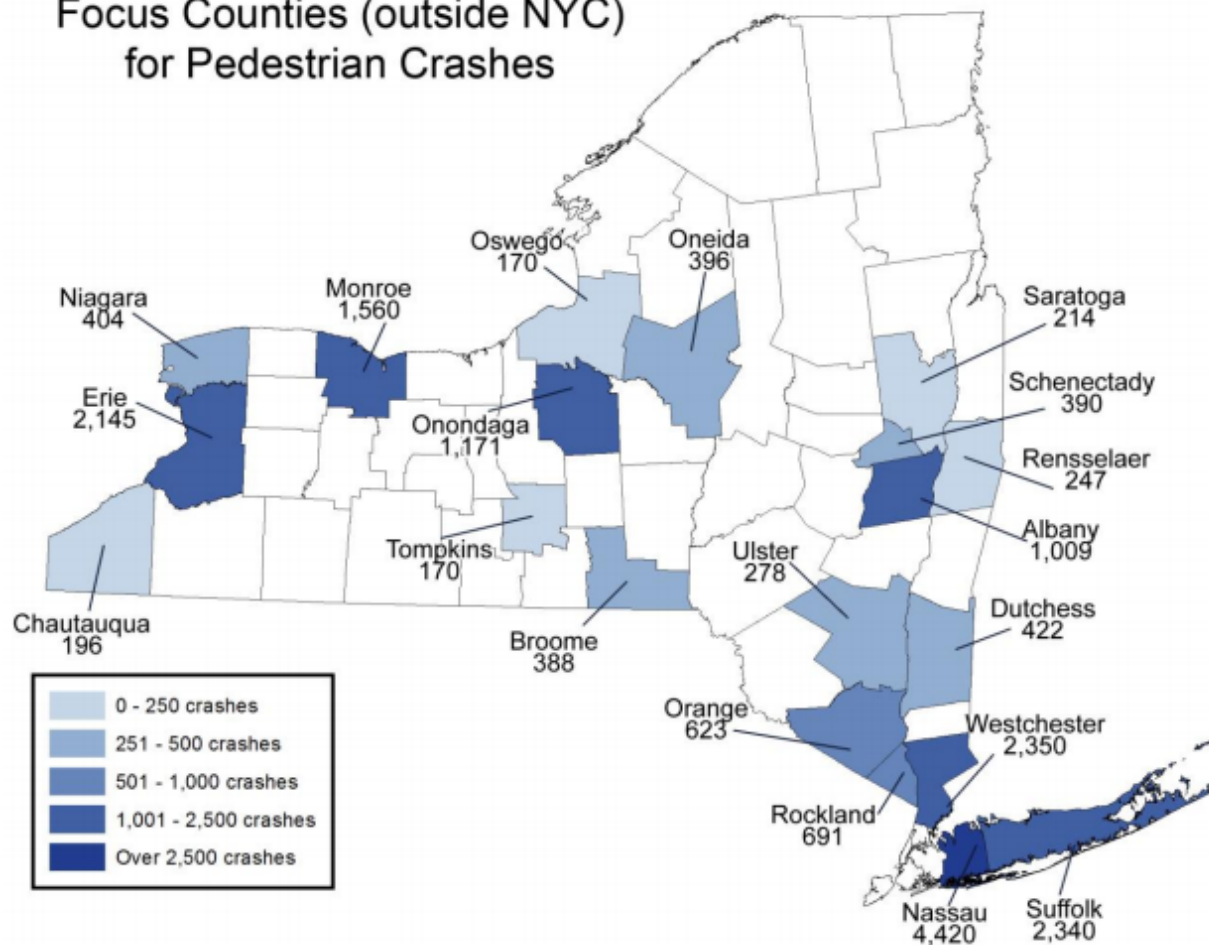 Focus Counties (outside NYC)
for Pedestrian Crashes
Oswego
170
Oneida
396
Niagara
404
Monroe
1,560
Saratoga
214
Erie
2,145
Schenectady
390
Onondaga
1,171
Rensselaer
247
Albany
1,009
Tompkins
170
Ulster
278
Chautauqua
196
Broome
388
Dutchess
422
Orange
623
Westchester
2,350
Rockland
691
Nassau
4,420
Suffolk
2,340
0 - 250 crashes
251 - 500 crashes
501 - 1,000 crashes
1,001 - 2,500 crashes
Over 2,500 crashes